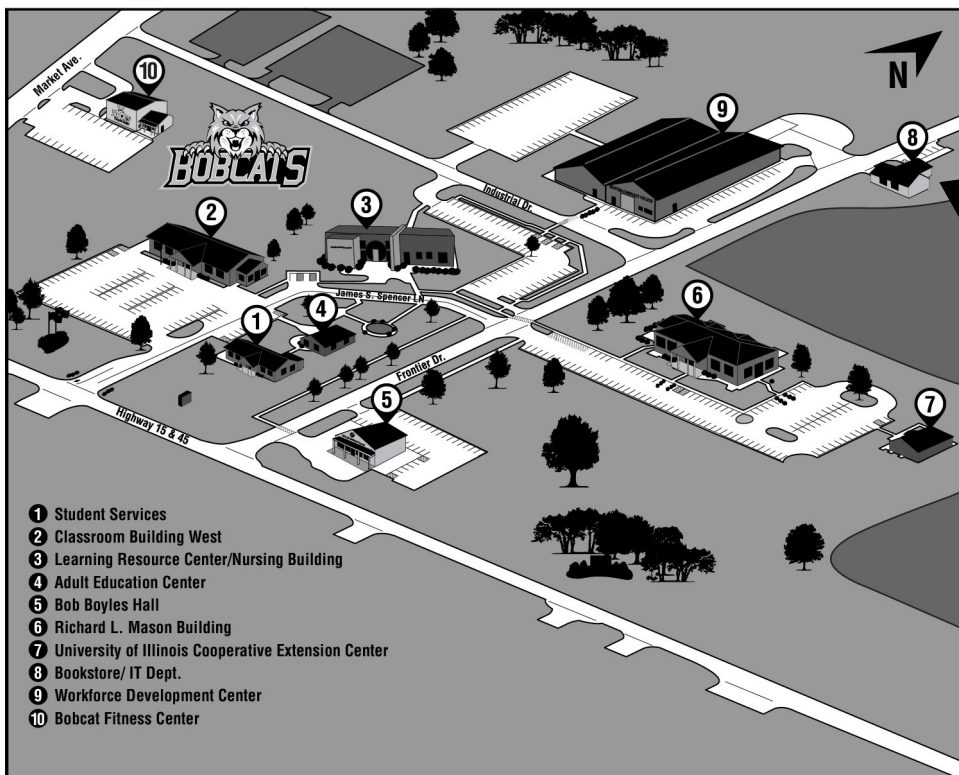 Market Ave.
10
BOBCATS
N
9
8
Industrial Dr.
2
3
James S. Spencer LN
6
1
4
Frontier Dr.
5
7
Highway 15 & 45
1 Student Services
2 Classroom Building West
3 Learning Resource Center/Nursing Building
4 Adult Education Center
5 Bob Boyles Hall
6 Richard L. Mason Building
7 University of Illinois Cooperative Extension Center
8 Bookstore/ IT Dept.
9 Workforce Development Center
10 Bobcat Fitness Center